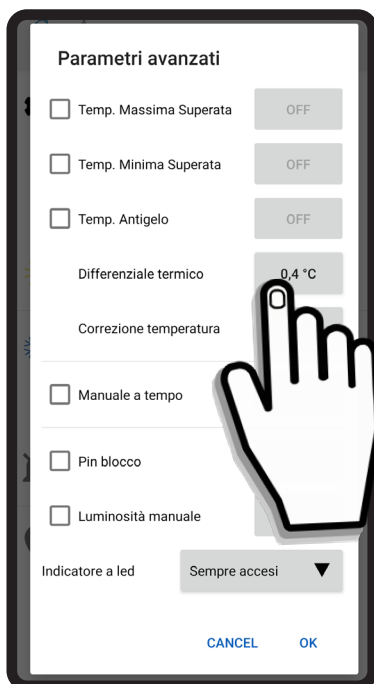 Parametri avanzati
Temp. Massima Superata OFF
Temp. Minima Superata OFF
Temp. Antigelo OFF
Differenziale termico 0,4 °C
Correzione temperatura
Manuale a tempo
Pin blocco
Luminosità manuale
Indicatore a led Sempre accesi
CANCEL OK